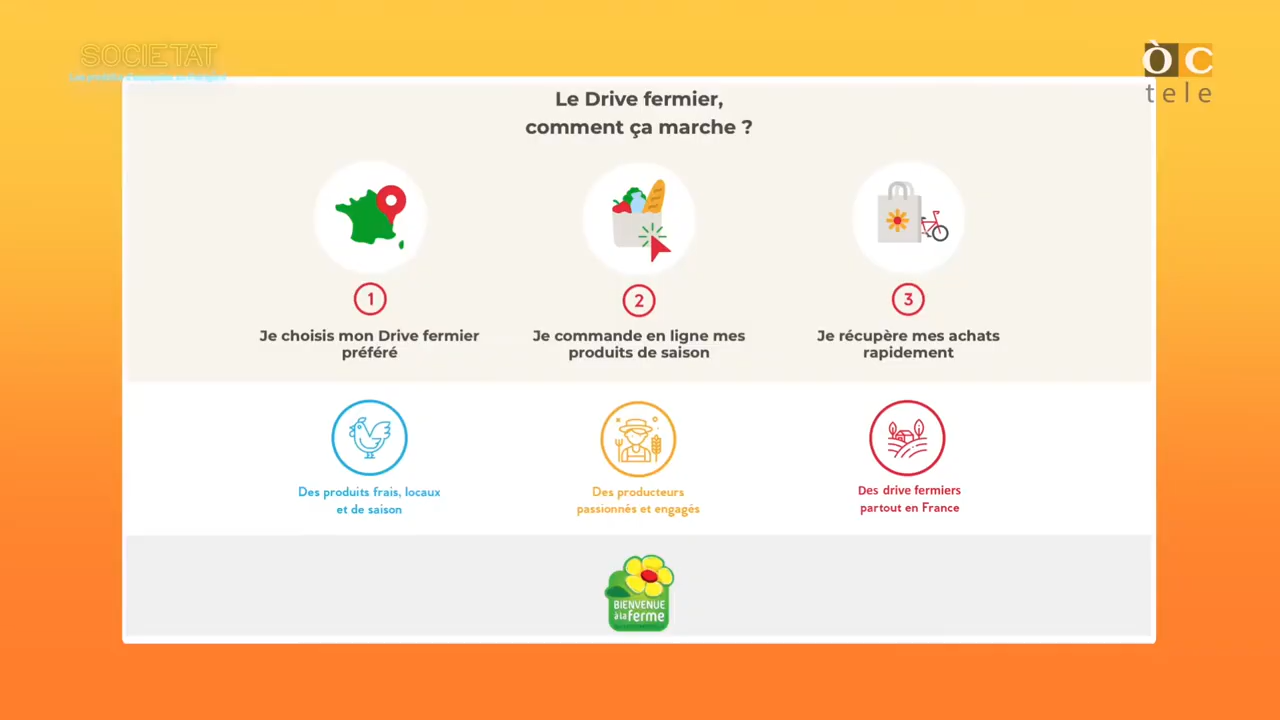 SOCIETAT
ÒC
tele
Le Drive fermier,
comment ça marche ?
1
2
3
Je choisis mon Drive fermier
préféré
Je commande en ligne mes
produits de saison
Je récupère mes achats
rapidement
Des produits frais, locaux
et de saison
Des producteurs
passionnés et engagés
Des drive fermiers
partout en France
BIENVENUE
à la ferme